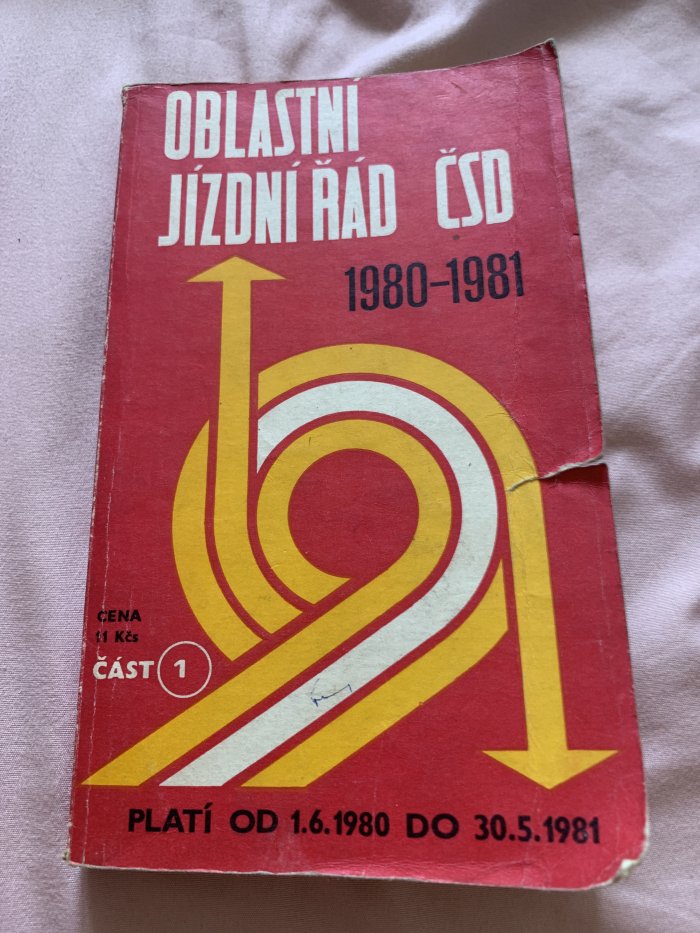 OBLASTNÍ
JÍZDNÍ ŘÁD ČSD
1980-1981
CENA
11 Kčs
ČÁST 1
PLATÍ OD 1.6.1980 DO 30.5.1981